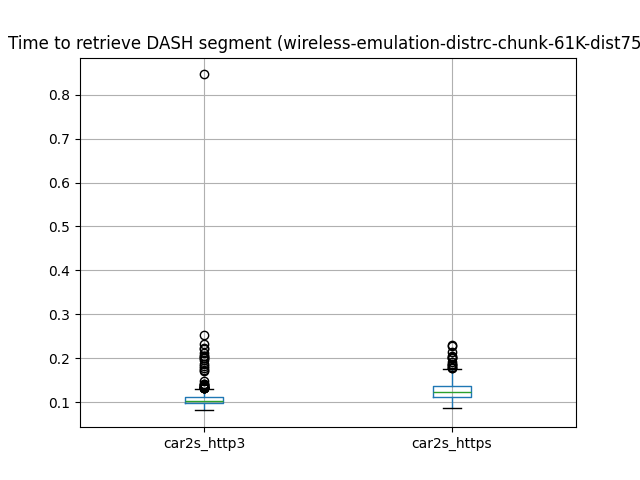 Time to retrieve DASH segment (wireless-emulation-distrc-chunk-61K-dist75
0.8
0.7
0.6
0.5
0.4
0.3
0.2
0.1
car2s_http3
car2s_https